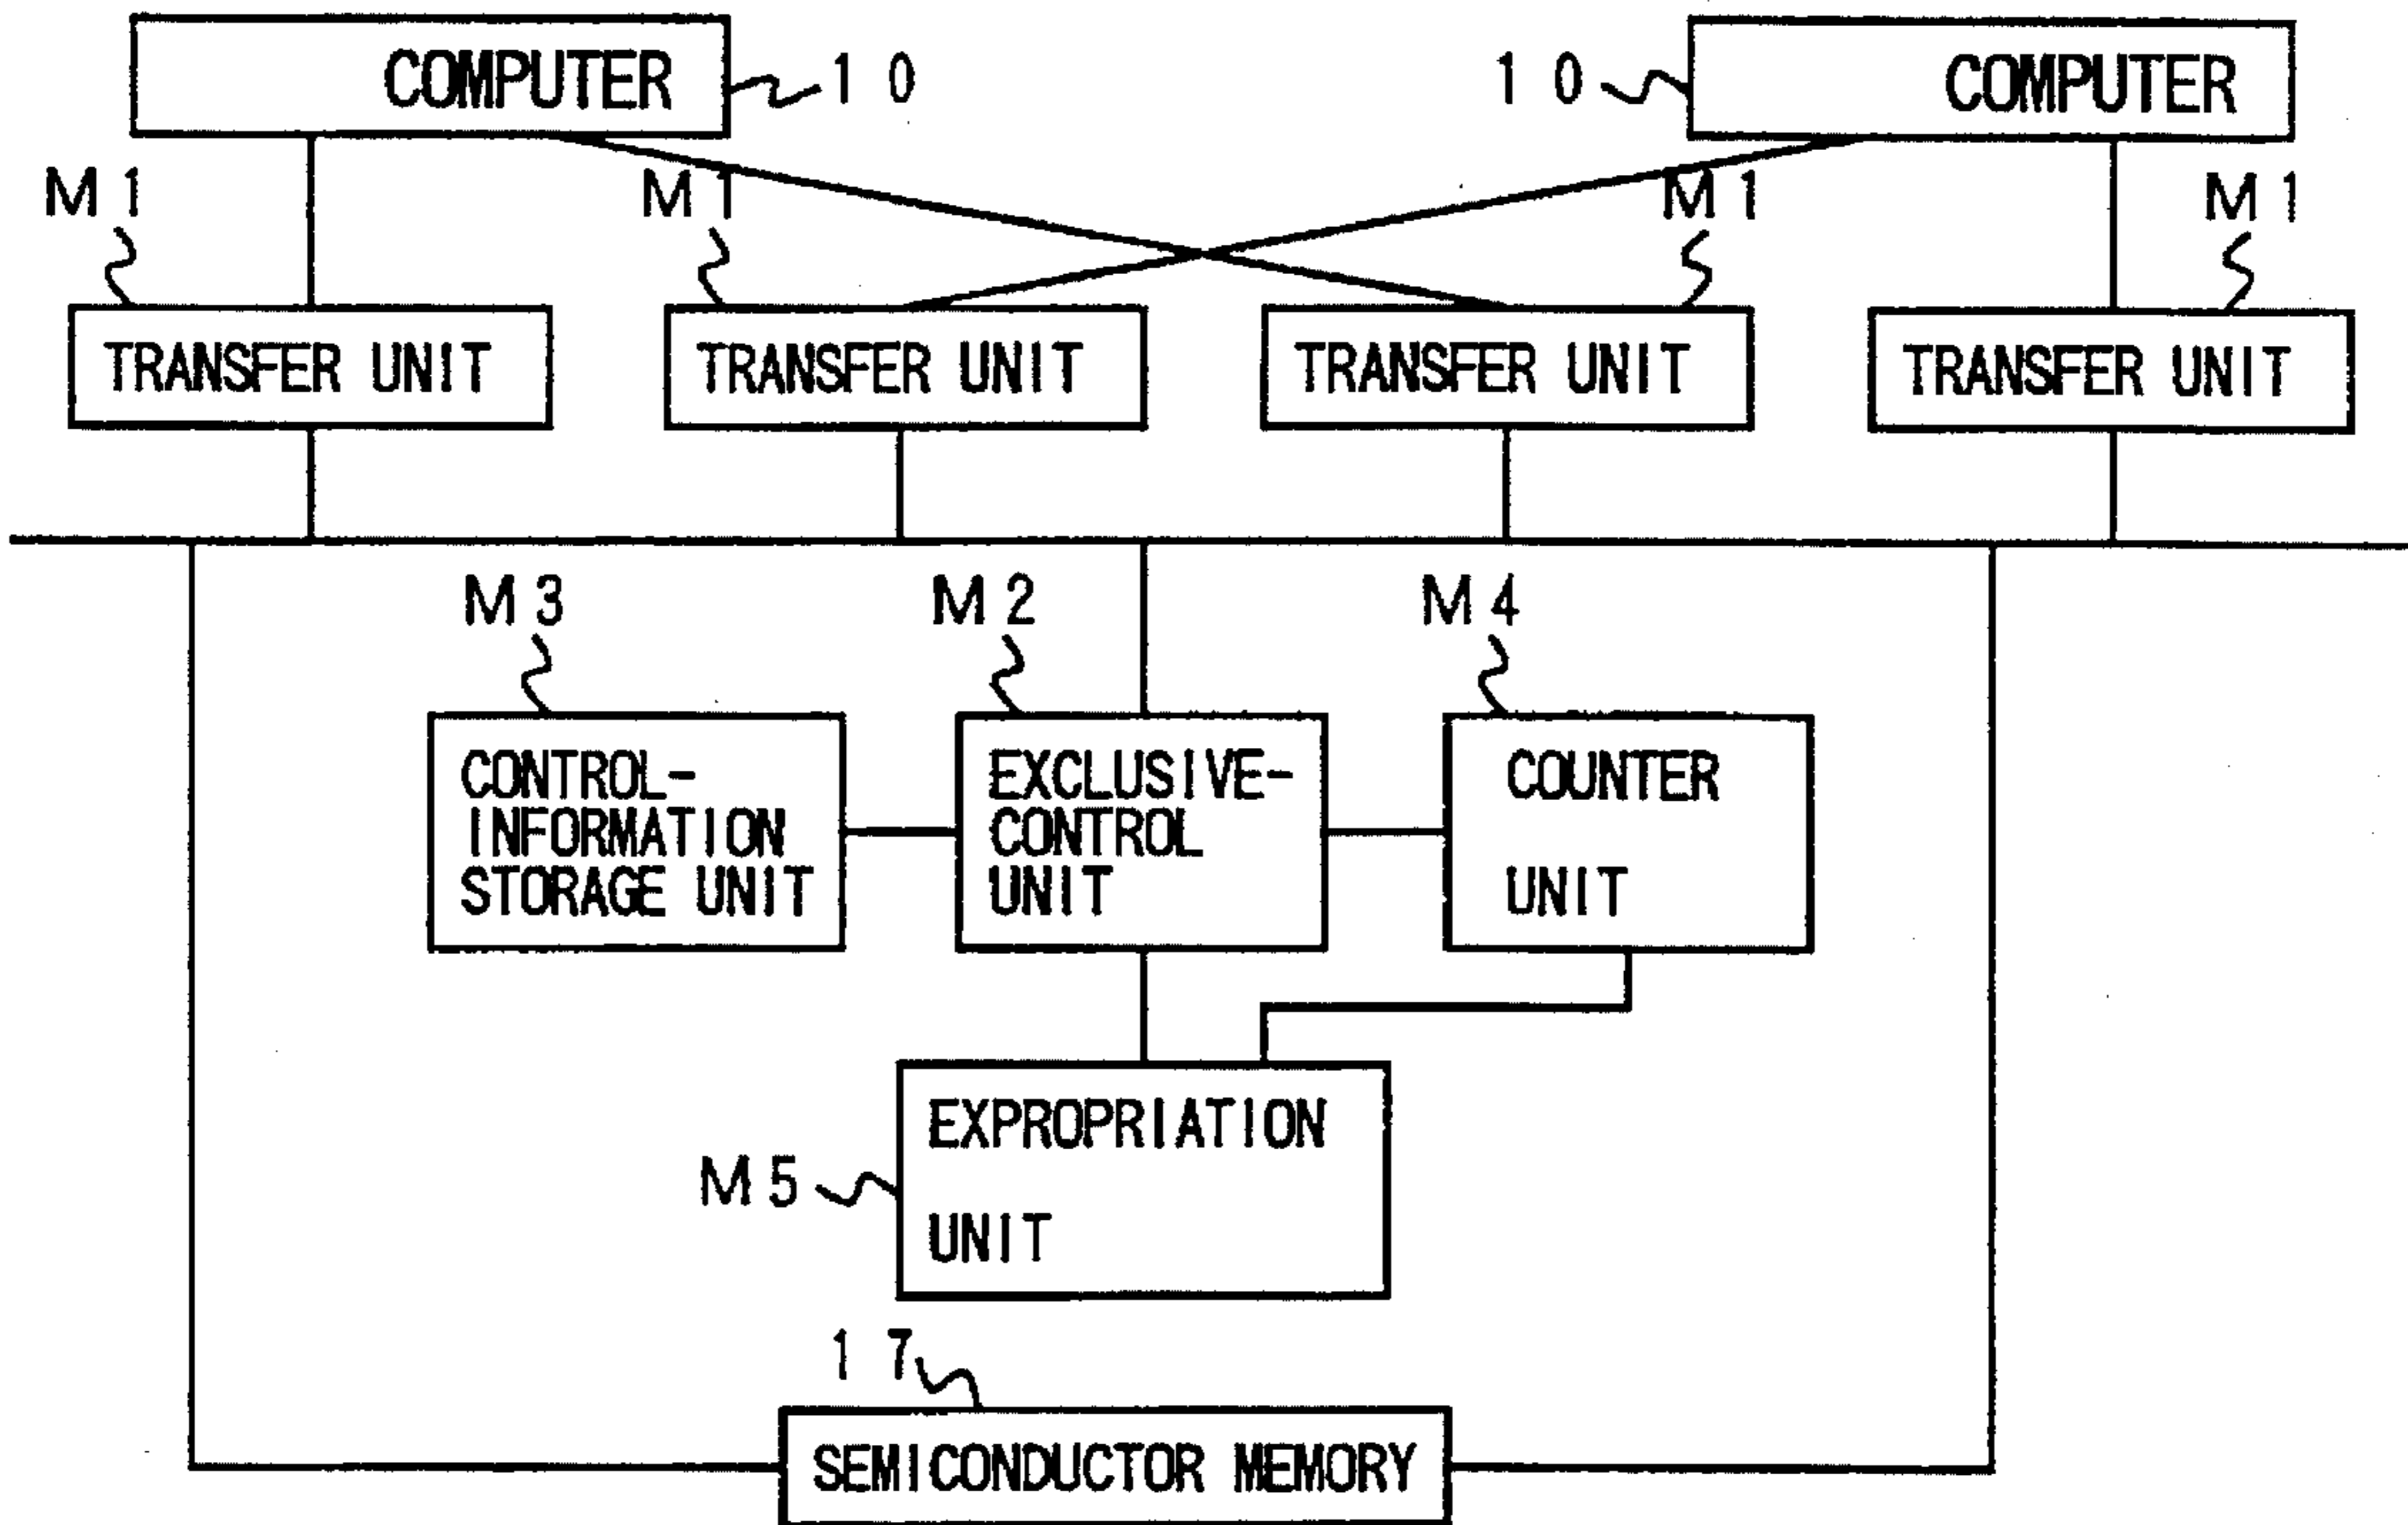 COMPUTER
10
10
COMPUTER
M1
M1
M1
M1
TRANSFER UNIT
TRANSFER UNIT
TRANSFER UNIT
TRANSFER UNIT
M3
M2
M4
CONTROL-
INFORMATION
STORAGE UNIT
EXCLUSIVE-
CONTROL
UNIT
COUNTER
UNIT
EXPROPRIATION
UNIT
M5
17
SEMICONDUCTOR MEMORY